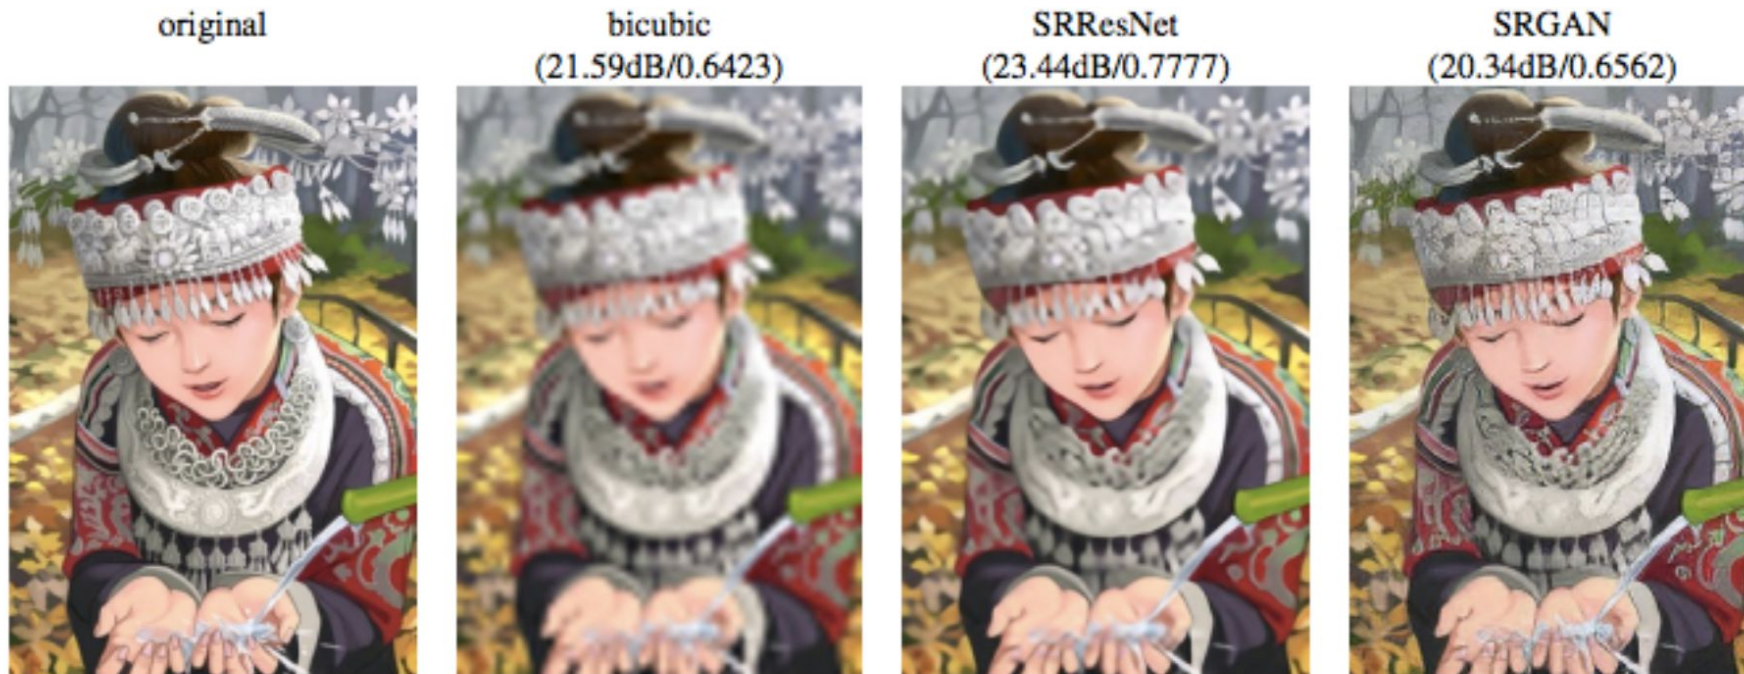 original
bicubic
(21.59dB/0.6423)
SRResNet
(23.44dB/0.7777)
SRGAN
(20.34dB/0.6562)